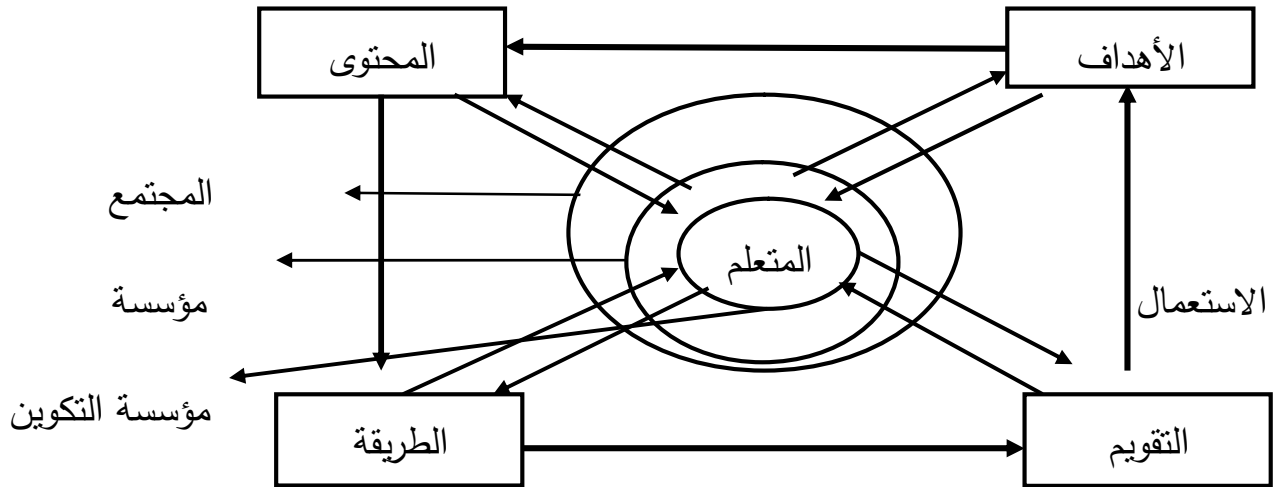 الأهداف
المحتوى
المجتمع
المتعلم
مؤسسة
الاستعمال
مؤسسة التكوين
الطريقة
التقويم